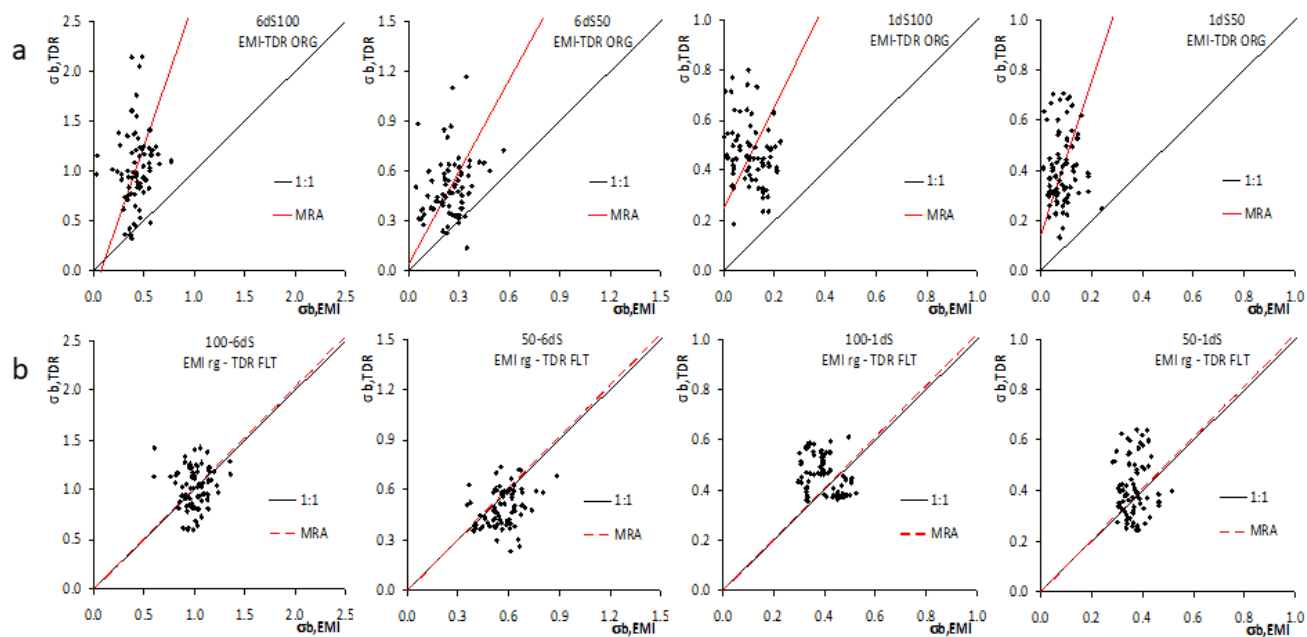 a
6dS100
EMI-TDR ORG
σb,TDR
2.5
2.0
1.5
1.0
0.5
0.0
1:1
MRA
0.0 0.5 1.0 1.5 2.0 2.5
σb,EMI
6dS50
EMI-TDR ORG
σb,TDR
1.5
1.2
0.9
0.6
0.3
0.0
1:1
MRA
0.0 0.3 0.6 0.9 1.2 1.5
σb,EMI
1dS100
EMI-TDR ORG
σb,TDR
1.0
0.8
0.6
0.4
0.2
0.0
1:1
MRA
0.0 0.2 0.4 0.6 0.8 1.0
σb,EMI
1dS50
EMI-TDR ORG
σb,TDR
1.0
0.8
0.6
0.4
0.2
0.0
1:1
MRA
0.0 0.2 0.4 0.6 0.8 1.0
σb,EMI
b
100-6dS
EMI rg - TDR FLT
σb,TDR
2.5
2.0
1.5
1.0
0.5
0.0
1:1
MRA
0.0 0.5 1.0 1.5 2.0 2.5
σb,EMI
50-6dS
EMI rg - TDR FLT
σb,TDR
1.5
1.2
0.9
0.6
0.3
0.0
1:1
MRA
0.0 0.3 0.6 0.9 1.2 1.5
σb,EMI
100-1dS
EMI rg - TDR FLT
σb,TDR
1.0
0.8
0.6
0.4
0.2
0.0
1:1
MRA
0.0 0.2 0.4 0.6 0.8 1.0
σb,EMI
50-1dS
EMI rg - TDR FLT
σb,TDR
1.0
0.8
0.6
0.4
0.2
0.0
1:1
MRA
0.0 0.2 0.4 0.6 0.8 1.0
σb,EMI